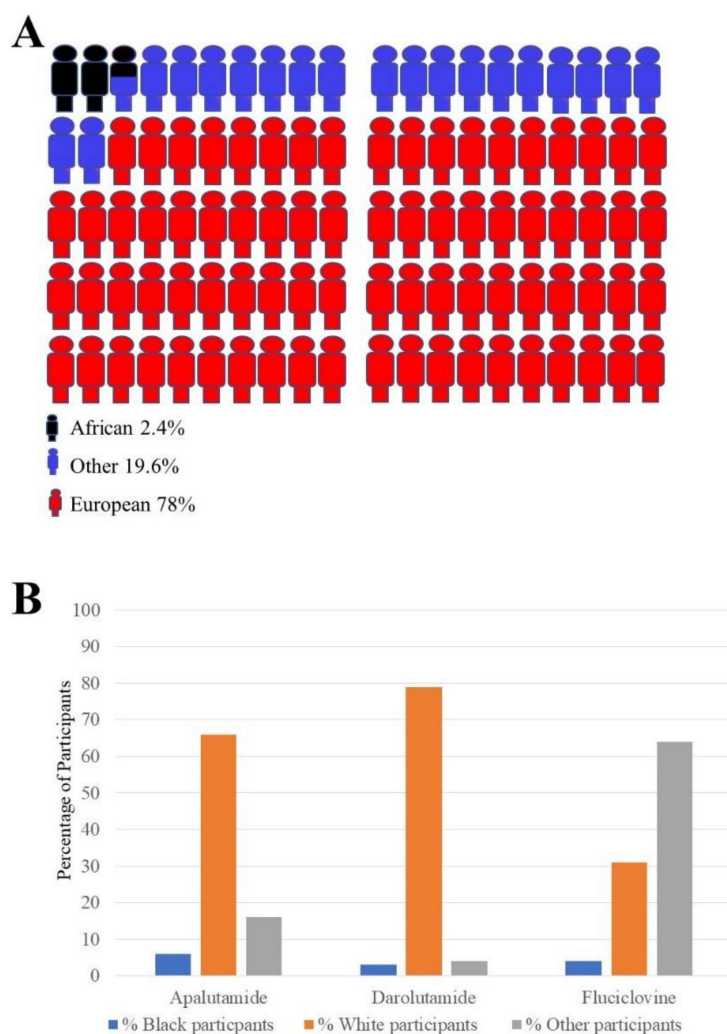 A
African 2.4%
Other 19.6%
European 78%
B
Percentage of Participants
100
90
80
70
60
50
40
30
20
10
0
Apalutamide Darolutamide Fluciclovine
% Black particpants % White participants % Other participants